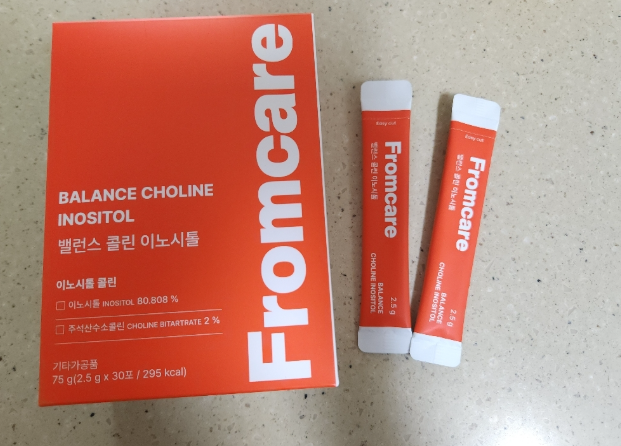 Fromcare
BALANCE CHOLINE
INOSITOL
밸런스 콜린 이노시톨
이노시톨 콜린
이노시톨 INOSITOL 80.808 %
주석산수소콜린 CHOLINE BITARTRATE 2 %
기타가공품
75 g(2.5 g x 30포 / 295 kcal)
Easy cut
Fromcare
밸런스 콜린 이노시톨
BALANCE
CHOLINE INOSITOL
2.5 g
Easy cut
Fromcare
밸런스 콜린 이노시톨
BALANCE
CHOLINE INOSITOL
2.5 g